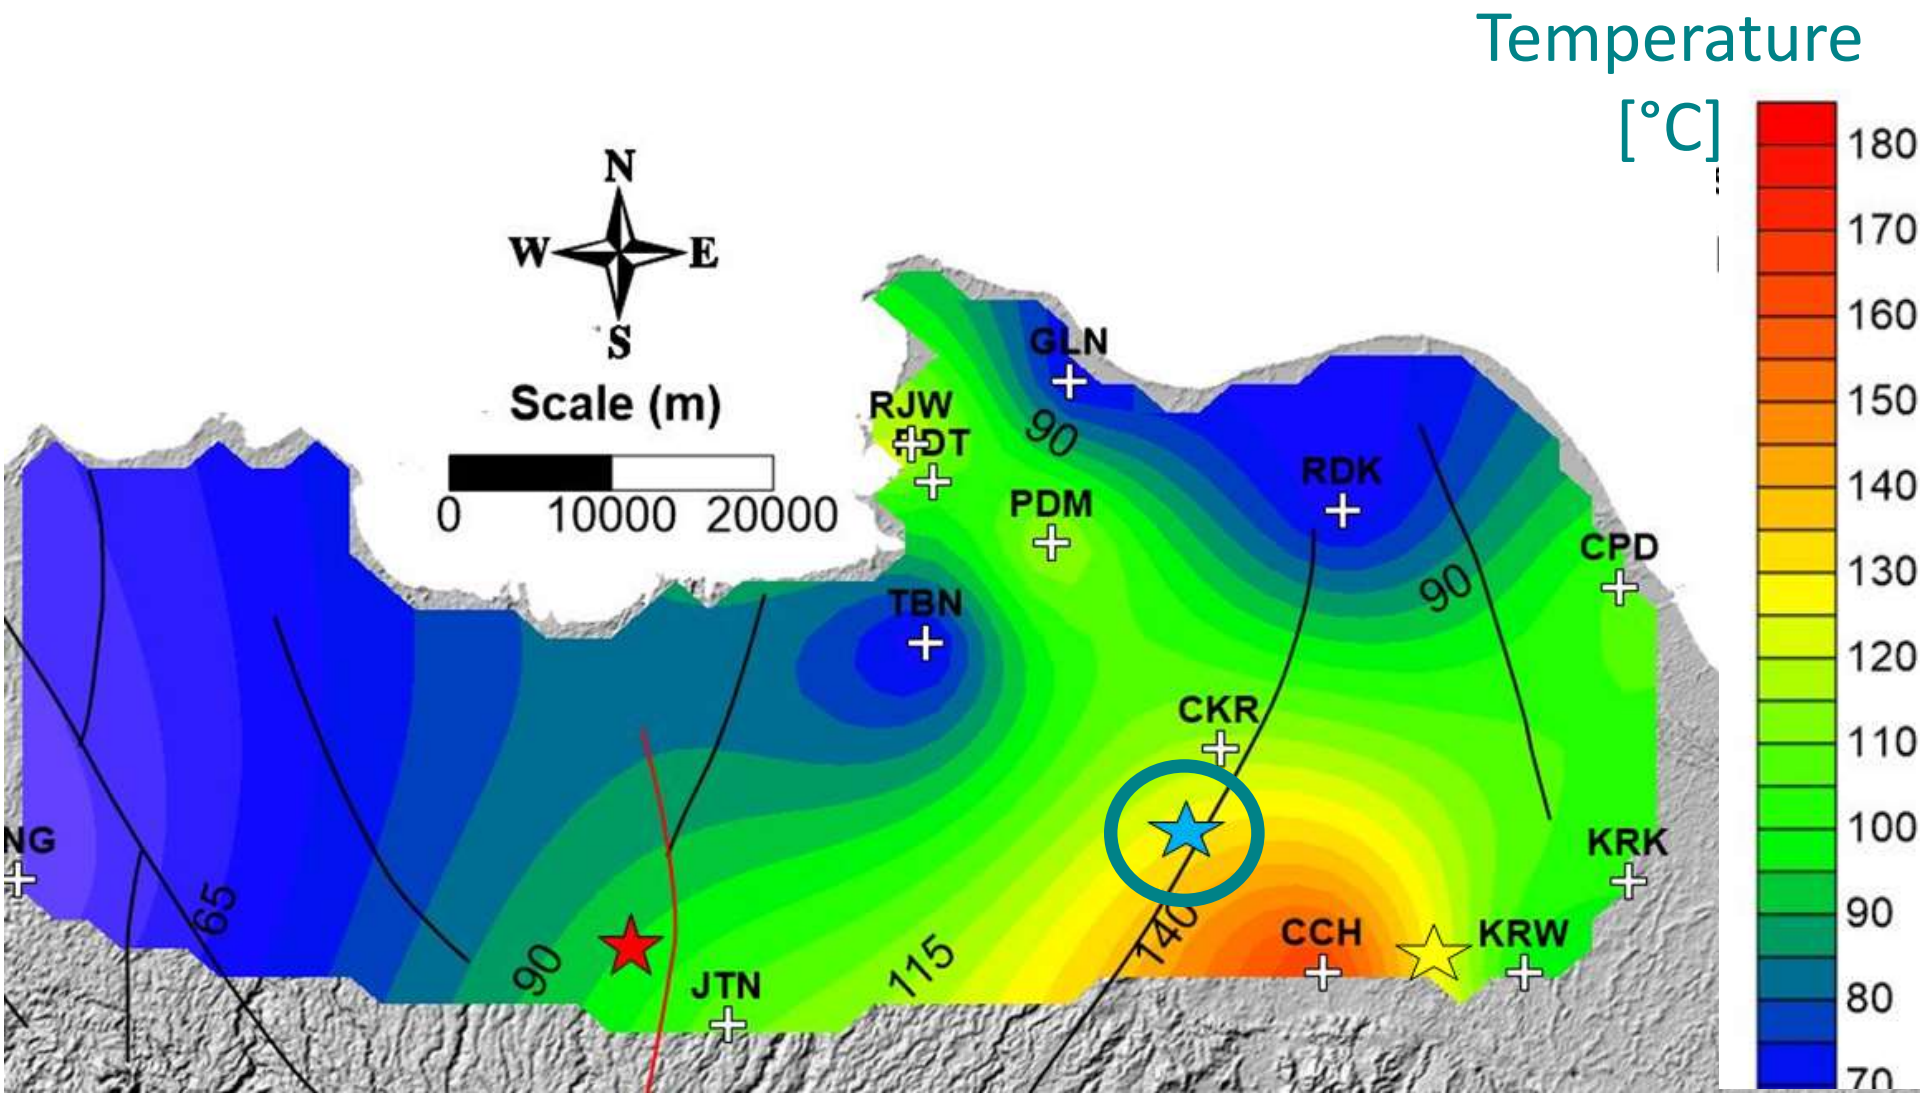 Temperature
[°C]
180
170
160
150
140
130
120
110
100
90
80
70
N
W E
S
Scale (m)
0 10000 20000
GLN
RJW
PDT
90
RDK
PDM
CPD
90
TBN
CKR
NG
KRK
65
140
CCH
KRW
90
115
JTN